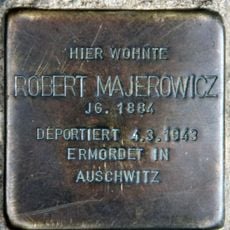 HIER WOHNTE
ROBERT MAJEROWICZ
JG. 1884
DEPORTIERT 4.3.1943
ERMORDET IN
AUSCHWITZ